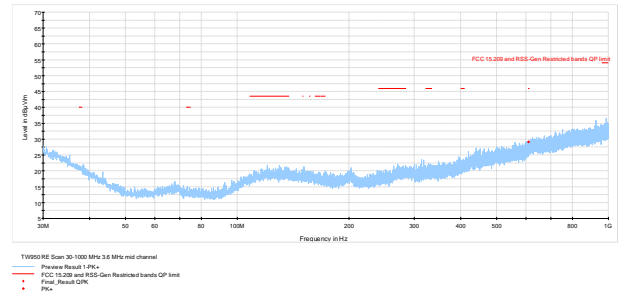 70
65
60
55
50
45
40
35
30
25
20
15
10
5
Level in dBµV/m
FCC 15.209 and RSS-Gen Restricted bands QP limit
30M 50 60 80 100M 200 300 400 500 800 1G
Frequency in Hz
TW950 RE Scan 30-1000 MHz 3.6 MHz mid channel
Preview Result 1-PK+
FCC 15.209 and RSS-Gen Restricted bands QP limit
Final_Result QPK
PK+